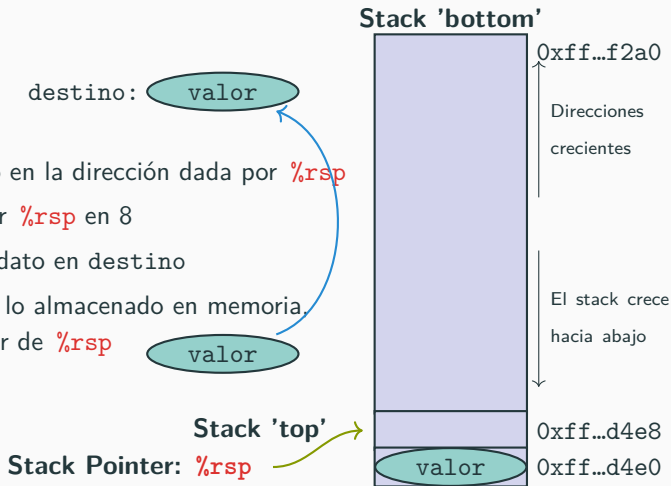 Stack 'bottom'
0xff…f2a0
destino: valor
Direcciones
crecientes
en la dirección dada por %rsp
%rsp en 8
dato en destino
lo almacenado en memoria,
de %rsp
valor
El stack crece
hacia abajo
Stack 'top'
0xff…d4e8
Stack Pointer: %rsp
valor
0xff…d4e0